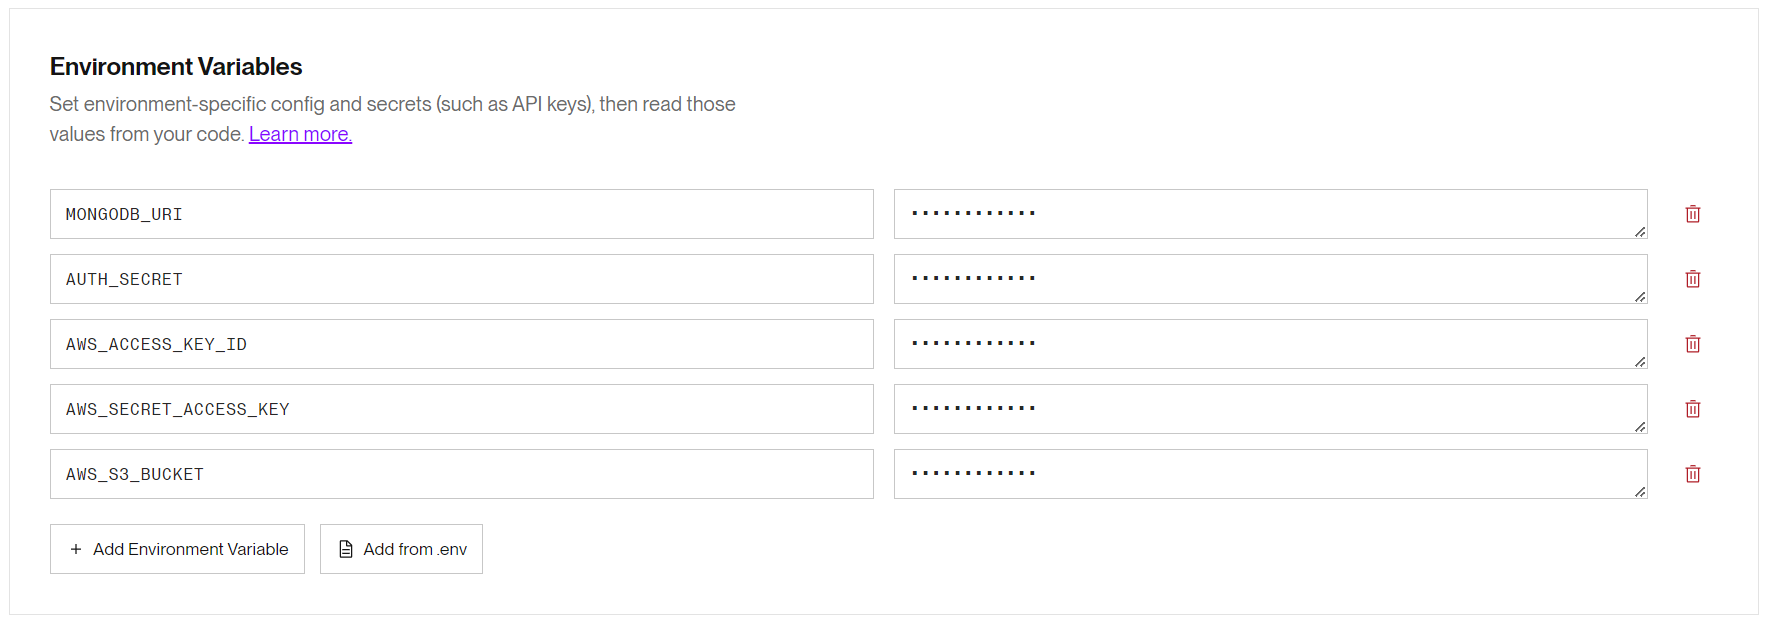 Environment Variables
Set environment-specific config and secrets (such as API keys), then read those
values from your code. Learn more.
MONGODB_URI ············
AUTH_SECRET ············
AWS_ACCESS_KEY_ID ············
AWS_SECRET_ACCESS_KEY ············
AWS_S3_BUCKET ············
+ Add Environment Variable Add from .env